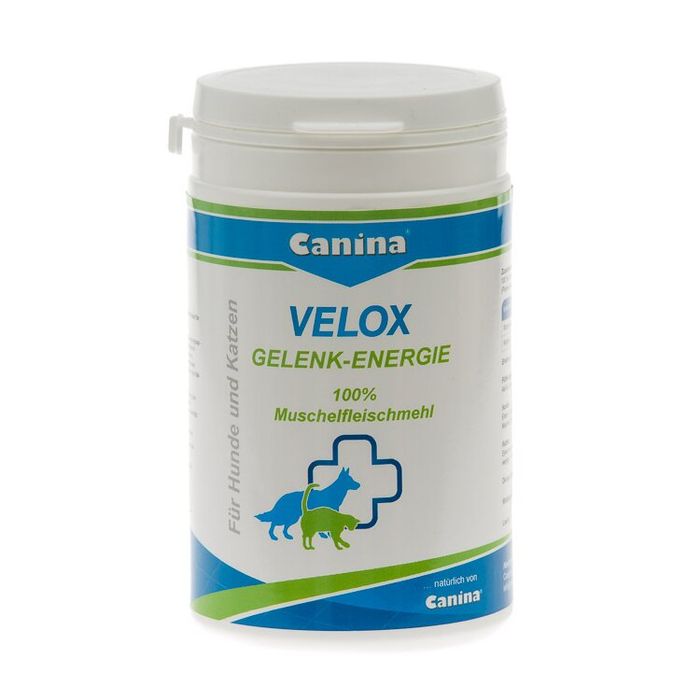 Canina®
VELOX
GELENK-ENERGIE
100%
Muschelfleischmehl
Für Hunde und Katzen
... natürlich von
Canina®